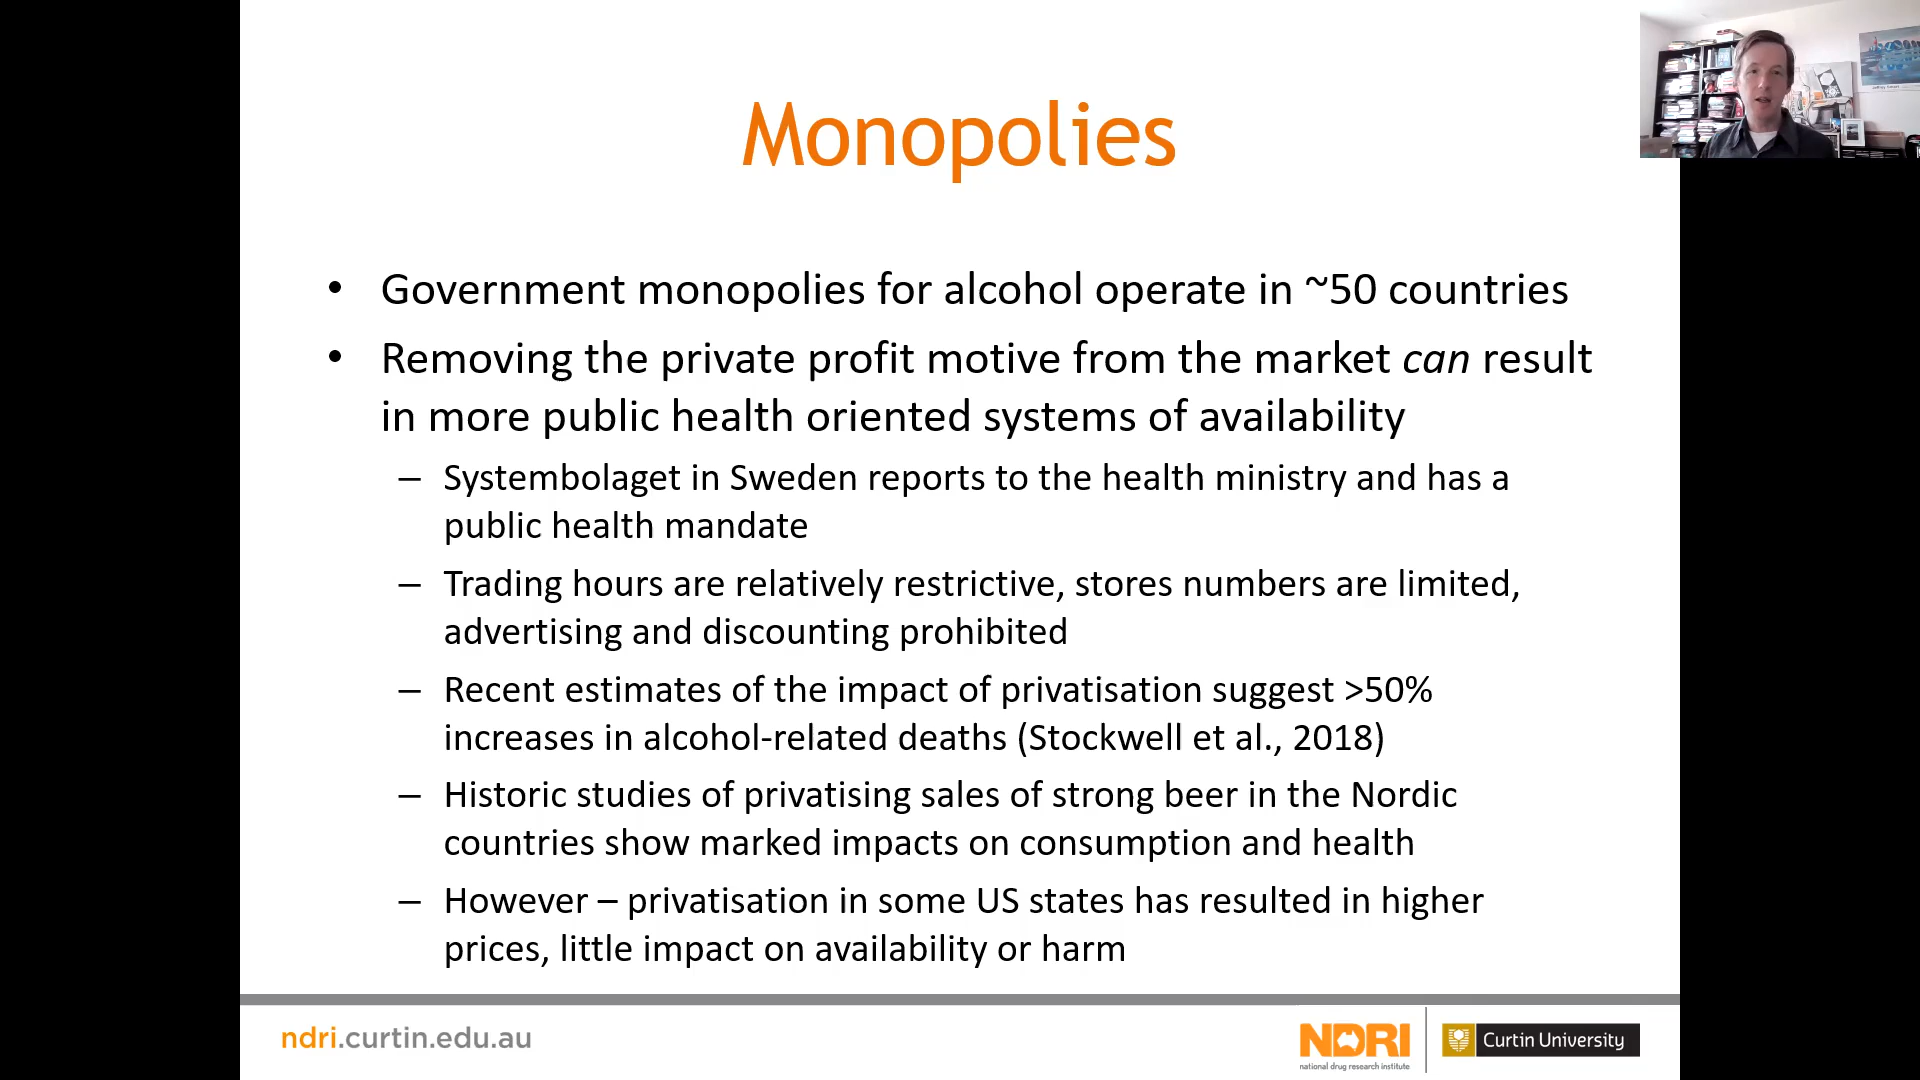 Monopolies
• Government monopolies for alcohol operate in ~50 countries
• Removing the private profit motive from the market can result
in more public health oriented systems of availability
– Systembolaget in Sweden reports to the health ministry and has a
public health mandate
– Trading hours are relatively restrictive, stores numbers are limited,
advertising and discounting prohibited
– Recent estimates of the impact of privatisation suggest >50%
increases in alcohol-related deaths (Stockwell et al., 2018)
– Historic studies of privatising sales of strong beer in the Nordic
countries show marked impacts on consumption and health
– However – privatisation in some US states has resulted in higher
prices, little impact on availability or harm
ndri.curtin.edu.au
NDRI
national drug research institute
Curtin University